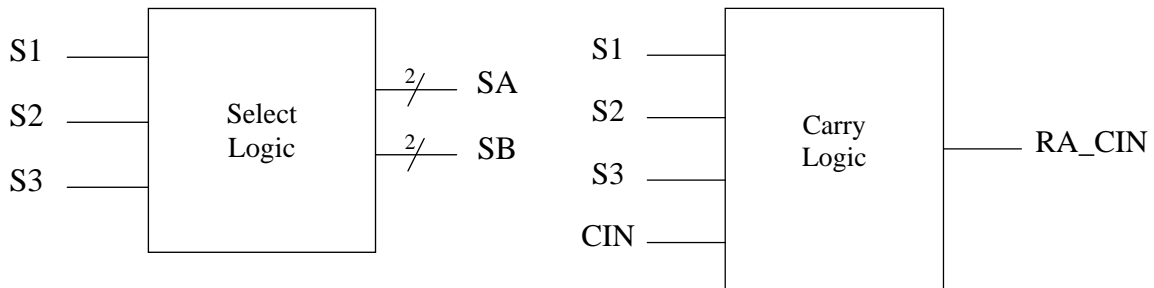 S1
S2
S3
Select
Logic
2
SA
2
SB
S1
S2
S3
CIN
Carry
Logic
RA_CIN